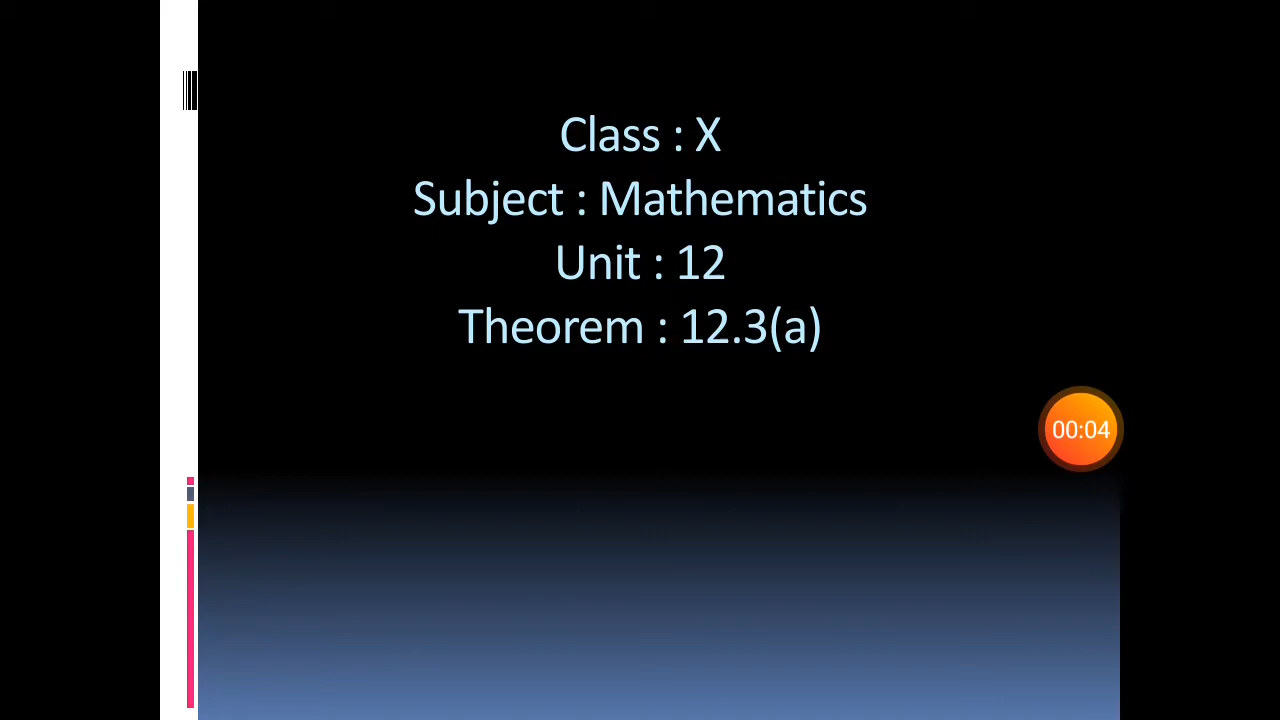 Class : X
Subject : Mathematics
Unit : 12
Theorem : 12.3(a)
00:04